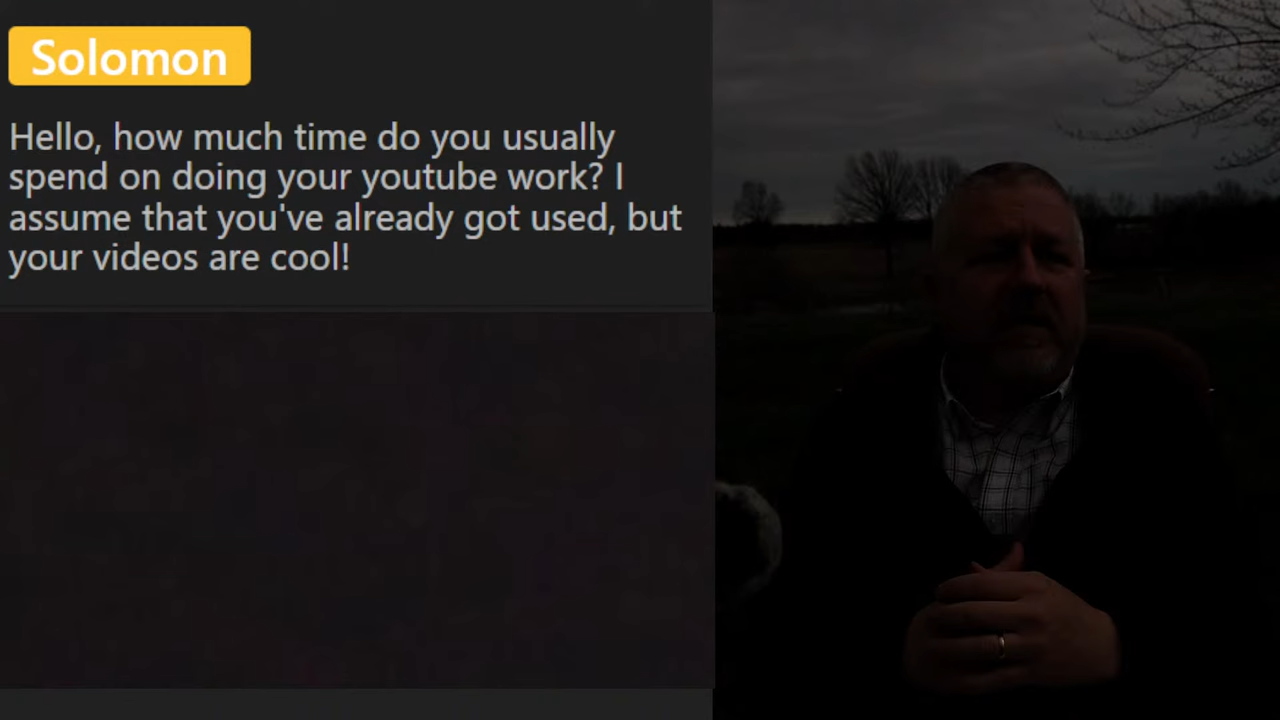 Solomon
Hello, how much time do you usually
spend on doing your youtube work? I
assume that you've already got used, but
your videos are cool!